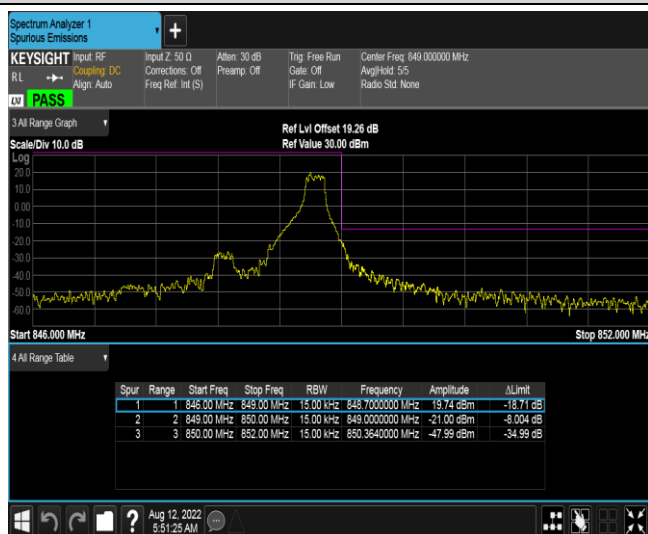 Spectrum Analyzer 1
Spurious Emissions
+
KEYSIGHT Input: RF Input Z: 50 Ω Atten: 30 dB Trig: Free Run Center Freq: 849.000000 MHz
RL Coupling: DC Corrections: Off Preamp: Off Gate: Off Avg|Hold: 5/5
Align: Auto Freq Ref: Int (S) IF Gain: Low Radio Std: None
LXI PASS
3 All Range Graph
Ref Lvl Offset 19.26 dB
Scale/Div 10.0 dB Ref Value 30.00 dBm
Log
20.0
10.0
0.00
-10.0
-20.0
-30.0
-40.0
-50.0
-60.0
Start 846.000 MHz Stop 852.000 MHz
4 All Range Table
Spur Range Start Freq Stop Freq RBW Frequency Amplitude ΔLimit
1 1 846.00 MHz 849.00 MHz 15.00 kHz 848.7000000 MHz 19.74 dBm -18.71 dB
2 2 849.00 MHz 850.00 MHz 15.00 kHz 849.0000000 MHz -21.00 dBm -8.004 dB
3 3 850.00 MHz 852.00 MHz 15.00 kHz 850.3640000 MHz -47.99 dBm -34.99 dB
? Aug 12, 2022
5:51:25 AM